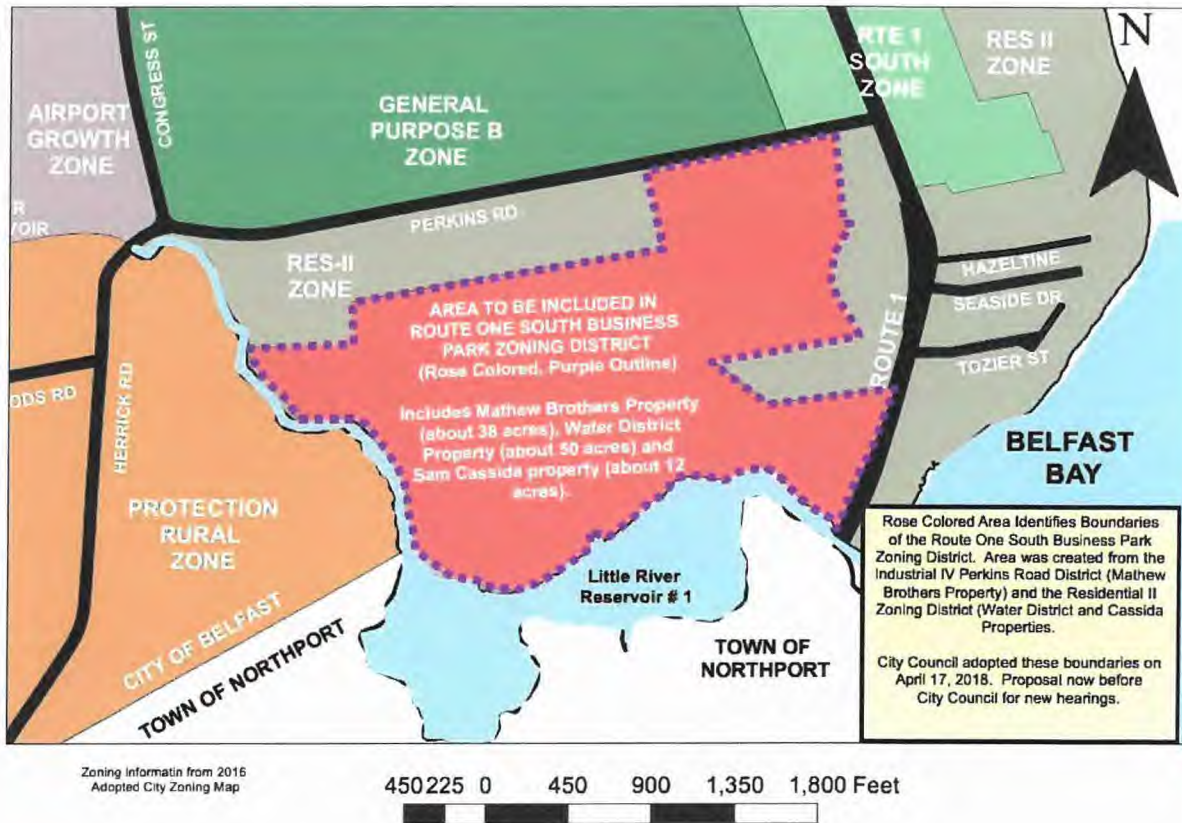 CONGRESS ST
AIRPORT
GROWTH
ZONE
GENERAL
PURPOSE B
ZONE
RTE 1
SOUTH
ZONE
RES II
ZONE
N
R
VOIR
PERKINS RD
RES-II
ZONE
AREA TO BE INCLUDED IN
ROUTE ONE SOUTH BUSINESS
PARK ZONING DISTRICT
(Rose Colored, Purple Outline)
Includes Mathew Brothers Property
(about 38 acres), Water District
Property (about 50 acres) and
Sam Cassida property (about 12
acres).
ROUTE 1
HAZELTINE
SEASIDE DR
TOZIER ST
ODS RD
HERRICK RD
PROTECTION
RURAL
ZONE
BELFAST
BAY
CITY OF BELFAST
TOWN OF NORTHPORT
Little River
Reservoir # 1
TOWN OF
NORTHPORT
Rose Colored Area Identifies Boundaries
of the Route One South Business Park
Zoning District. Area was created from the
Industrial IV Perkins Road District (Mathew
Brothers Property) and the Residential II
Zoning District (Water District and Cassida
Properties.
City Council adopted these boundaries on
April 17, 2018. Proposal now before
City Council for new hearings.
Zoning Informatin from 2016
Adopted City Zoning Map
450 225 0 450 900 1,350 1,800 Feet